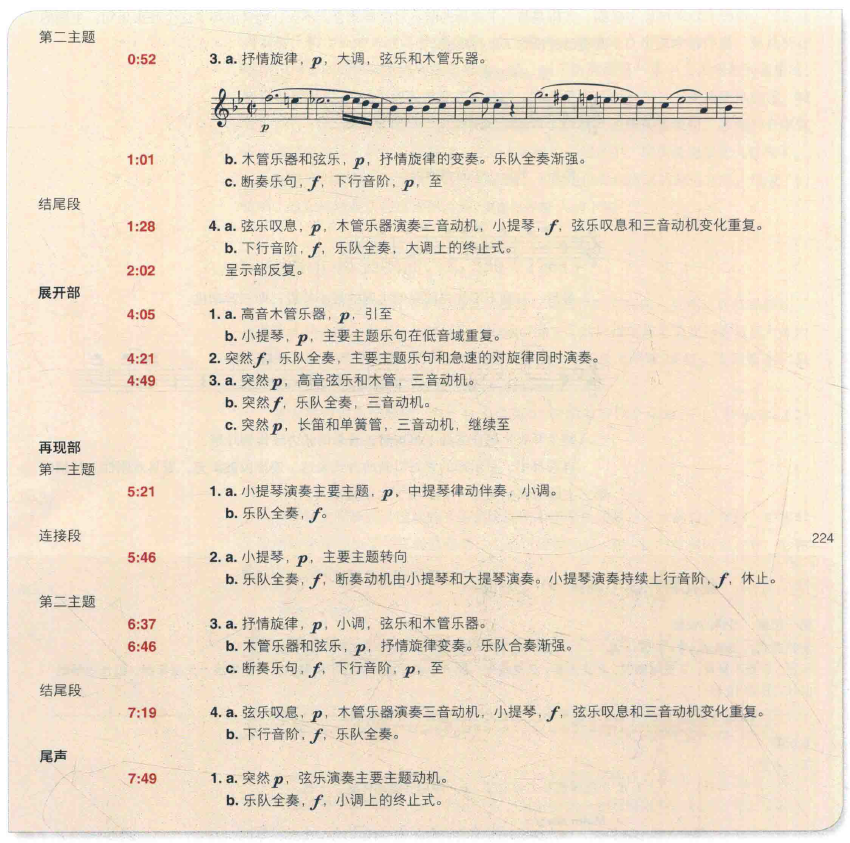 第二主题
0:52 3. a. 抒情旋律，p，大调，弦乐和木管乐器。
p
1:01 b. 木管乐器和弦乐，p，抒情旋律的变奏。乐队全奏渐强。
c. 断奏乐句，f，下行音阶，p，至
结尾段
1:28 4. a. 弦乐叹息，p，木管乐器演奏三音动机，小提琴，f，弦乐叹息和三音动机变化重复。
b. 下行音阶，f，乐队全奏，大调上的终止式。
2:02 呈示部反复。
展开部
4:05 1. a. 高音木管乐器，p，引至
b. 小提琴，p，主要主题乐句在低音域重复。
4:21 2. 突然f，乐队全奏，主要主题乐句和急速的对旋律同时演奏。
4:49 3. a. 突然p，高音弦乐和木管，三音动机。
b. 突然f，乐队全奏，三音动机。
c. 突然p，长笛和单簧管，三音动机，继续至
再现部
第一主题
5:21 1. a. 小提琴演奏主要主题，p，中提琴律动伴奏，小调。
b. 乐队全奏，f。
连接段
224
5:46 2. a. 小提琴，p，主要主题转向
b. 乐队全奏，f，断奏动机由小提琴和大提琴演奏。小提琴演奏持续上行音阶，f，休止。
第二主题
6:37 3. a. 抒情旋律，p，小调，弦乐和木管乐器。
6:46 b. 木管乐器和弦乐，p，抒情旋律变奏。乐队合奏渐强。
c. 断奏乐句，f，下行音阶，p，至
结尾段
7:19 4. a. 弦乐叹息，p，木管乐器演奏三音动机，小提琴，f，弦乐叹息和三音动机变化重复。
b. 下行音阶，f，乐队全奏。
尾声
7:49 1. a. 突然p，弦乐演奏主要主题动机。
b. 乐队全奏，f，小调上的终止式。